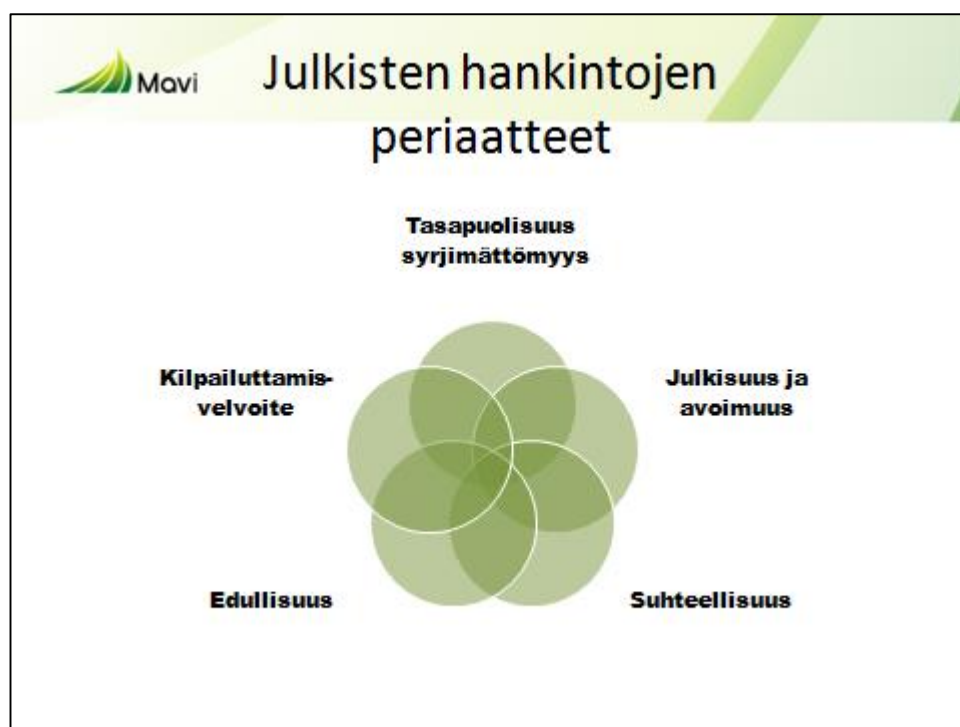 Mavi
Julkisten hankintojen
periaatteet
Tasapuolisuus
syrjimättömyys
Kilpailuttamis-
velvoite
Julkisuus ja
avoimuus
Edullisuus
Suhteellisuus